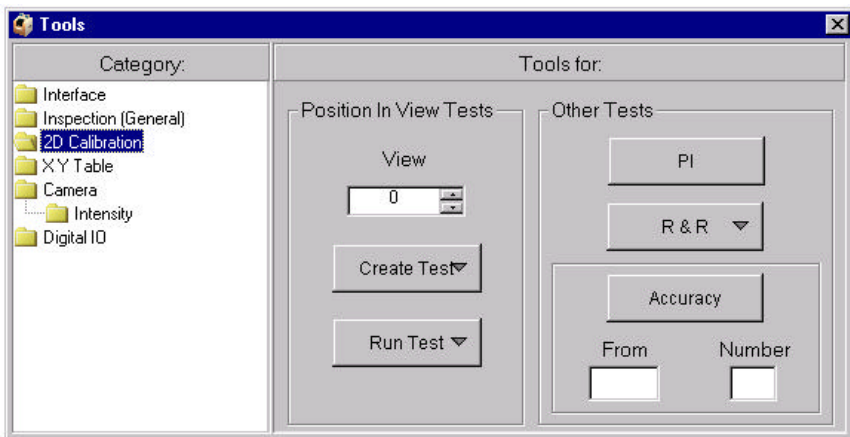 Tools
Category:
Tools for:
Interface
Inspection (General)
2D Calibration
X Y Table
Camera
Intensity
Digital IO
Position In View Tests
View
0
Create Test
Run Test
Other Tests
PI
R & R
Accuracy
From
Number